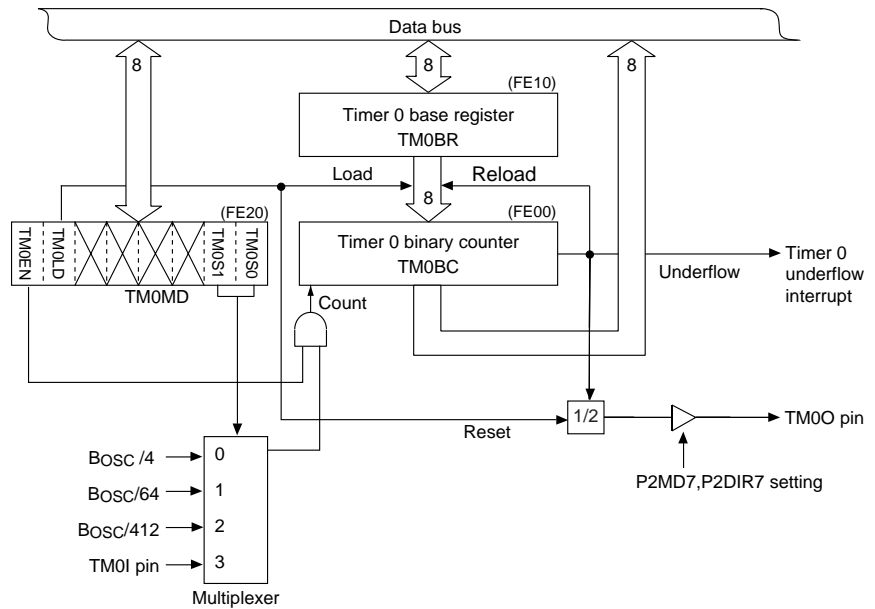 Data bus
8
8
8
(FE10)
Timer 0 base register
TM0BR
Load
Reload
8
(FE20)
(FE00)
TM0EN
TM0LD
TM0S1
TM0S0
Timer 0 binary counter
TM0BC
TM0MD
Underflow
Timer 0
underflow
interrupt
Count
1/2
TM0O pin
Reset
P2MD7,P2DIR7 setting
BOSC /4
0
BOSC/64
1
BOSC/412
2
TM0I pin
3
Multiplexer